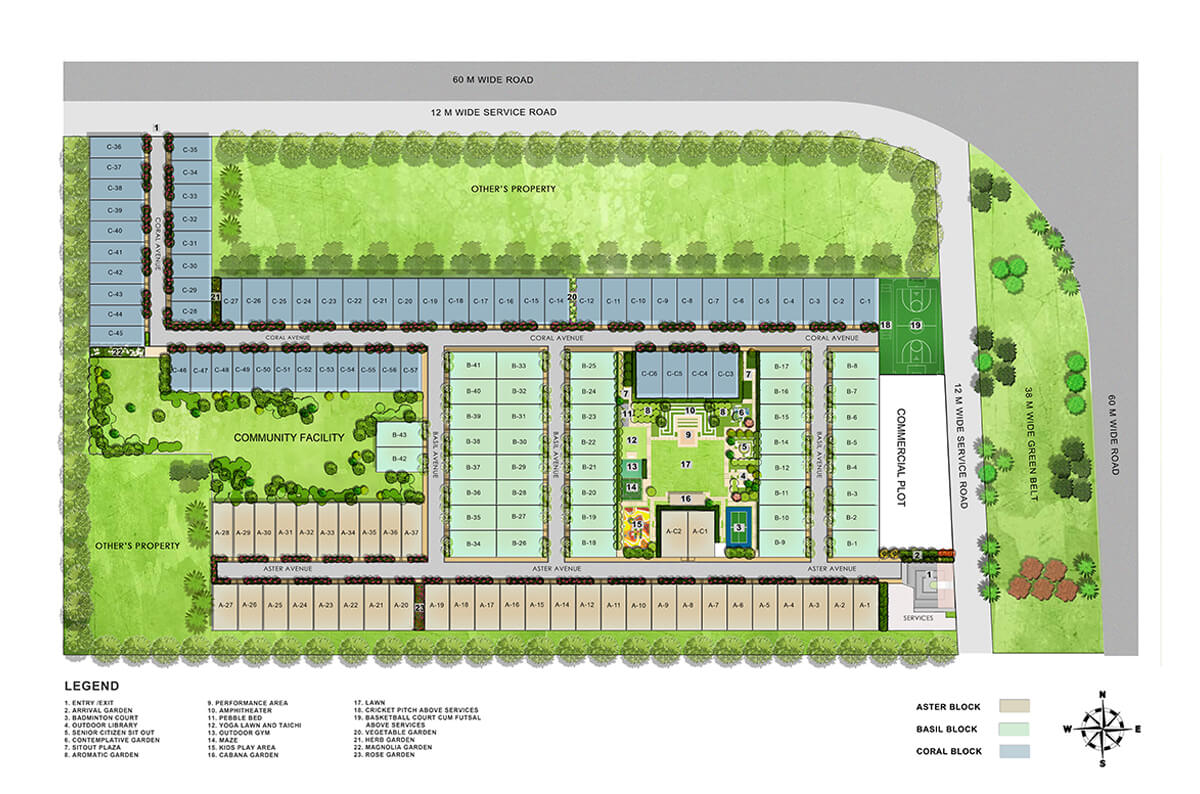 60 M WIDE ROAD
12 M WIDE SERVICE ROAD
1
C-36
C-37
C-38
C-39
C-40
C-41
C-42
C-43
C-44
C-45
22
CORAL AVENUE
C-35
C-34
C-33
C-32
C-31
C-30
C-29
C-28
OTHER'S PROPERTY
21
C-27 C-26 C-25 C-24 C-23 C-22 C-21 C-20 C-19 C-18 C-17 C-16 C-15 C-14 20 C-12 C-11 C-10 C-9 C-8 C-7 C-6 C-5 C-4 C-3 C-2 C-1
18 19
CORAL AVENUE CORAL AVENUE CORAL AVENUE
C-46 C-47 C-48 C-49 C-50 C-51 C-52 C-53 C-54 C-55 C-56 C-57
COMMUNITY FACILITY
B-43
B-42
BASIL AVENUE
B-41 B-33
B-40 B-32
B-39 B-31
B-38 B-30
B-37 B-29
B-36 B-28
B-35 B-27
B-34 B-26
BASIL AVENUE
B-25
B-24
B-23
B-22
B-21
B-20
B-19
B-18
C-C6 C-C5 C-C4 C-C3
7 7
11 8 10 8 6
9
12 5
13 17 4
14 16
15 A-C2 A-C1 3
B-17
B-16
B-15
B-14
B-12
B-11
B-10
B-9
BASIL AVENUE
B-8
B-7
B-6
B-5
B-4
B-3
B-2
B-1
COMMERCIAL PLOT
12 M WIDE SERVICE ROAD
38 M WIDE GREEN BELT
60 M WIDE ROAD
OTHER'S PROPERTY
A-28 A-29 A-30 A-31 A-32 A-33 A-34 A-35 A-36 A-37
2
ASTER AVENUE ASTER AVENUE ASTER AVENUE
1
A-27 A-26 A-25 A-24 A-23 A-22 A-21 A-20 23 A-19 A-18 A-17 A-16 A-15 A-14 A-12 A-11 A-10 A-9 A-8 A-7 A-6 A-5 A-4 A-3 A-2 A-1
SERVICES
LEGEND
1. ENTRY /EXIT
2. ARRIVAL GARDEN
3. BADMINTON COURT
4. OUTDOOR LIBRARY
5. SENIOR CITIZEN SIT OUT
6. CONTEMPLATIVE GARDEN
7. SITOUT PLAZA
8. AROMATIC GARDEN
9. PERFORMANCE AREA
10. AMPHITHEATER
11. PEBBLE BED
12. YOGA LAWN AND TAICHI
13. OUTDOOR GYM
14. MAZE
15. KIDS PLAY AREA
16. CABANA GARDEN
17. LAWN
18. CRICKET PITCH ABOVE SERVICES
19. BASKETBALL COURT CUM FUTSAL
ABOVE SERVICES
20. VEGETABLE GARDEN
21. HERB GARDEN
22. MAGNOLIA GARDEN
23. ROSE GARDEN
ASTER BLOCK
BASIL BLOCK
CORAL BLOCK
N
W E
S